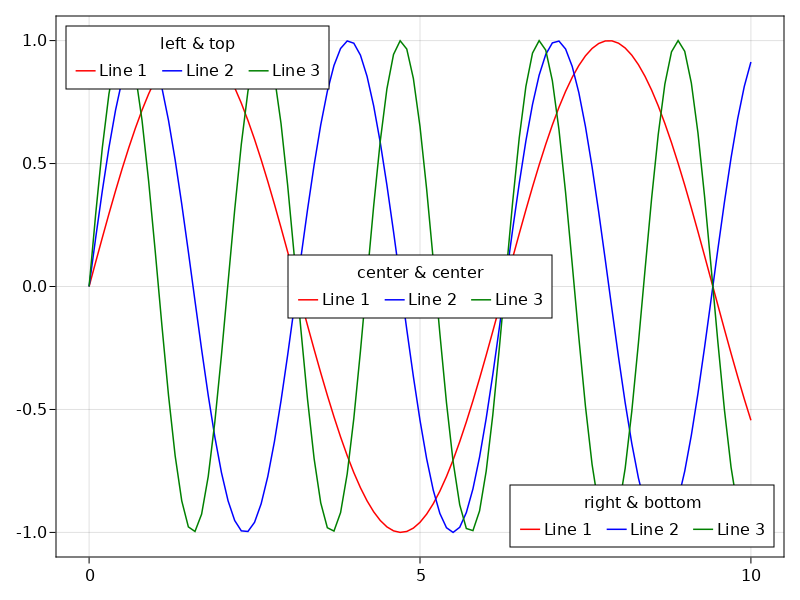 1.0
0.5
0.0
-0.5
-1.0
left & top
Line 1 Line 2 Line 3
center & center
Line 1 Line 2 Line 3
right & bottom
Line 1 Line 2 Line 3
0 5 10